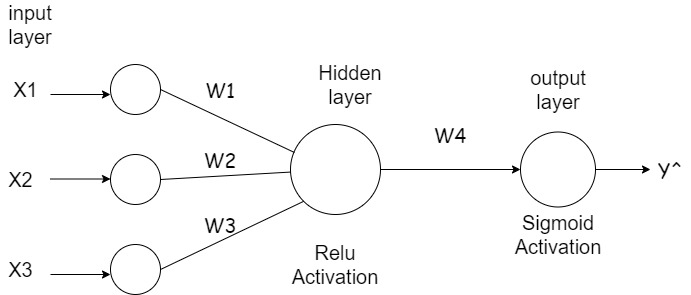 input
layer
X1
W1
Hidden
layer
output
layer
W4
X2
W2
y^
W3
Sigmoid
Activation
X3
Relu
Activation